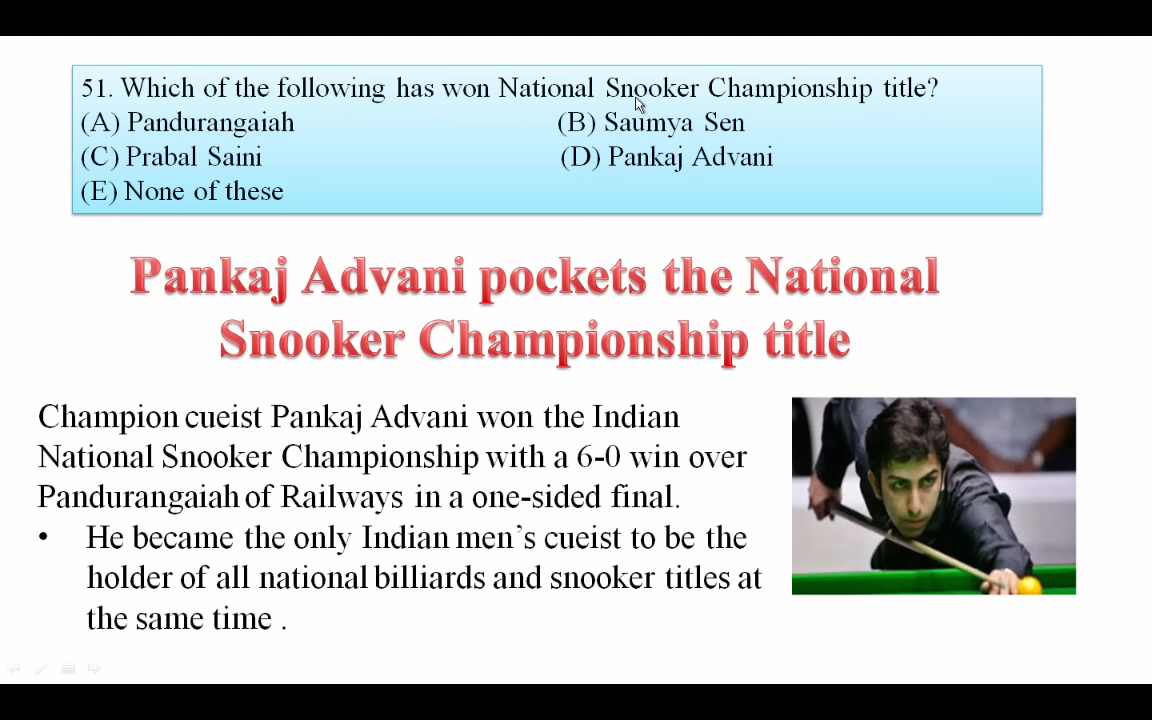 51. Which of the following has won National Snooker Championship title?
(A) Pandurangaiah (B) Saumya Sen
(C) Prabal Saini (D) Pankaj Advani
(E) None of these
Pankaj Advani pockets the National
Snooker Championship title
Champion cueist Pankaj Advani won the Indian
National Snooker Championship with a 6-0 win over
Pandurangaiah of Railways in a one-sided final.
• He became the only Indian men’s cueist to be the
holder of all national billiards and snooker titles at
the same time .